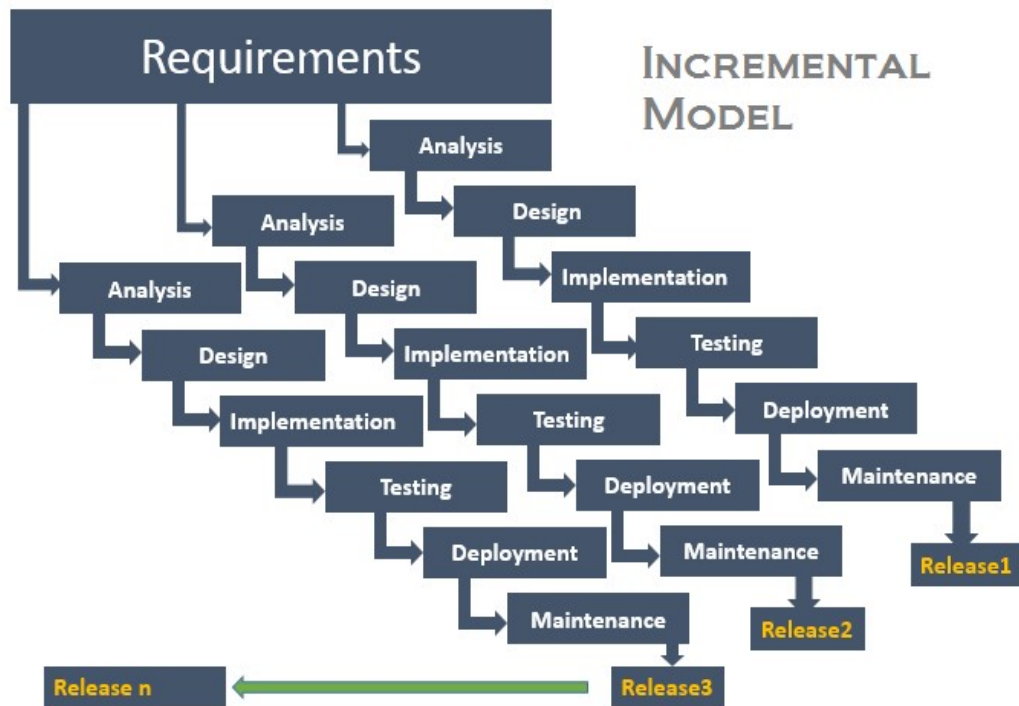 Requirements
INCREMENTAL
MODEL
Analysis
Design
Implementation
Testing
Deployment
Maintenance
Release1
Analysis
Design
Implementation
Testing
Deployment
Maintenance
Release2
Analysis
Design
Implementation
Testing
Deployment
Maintenance
Release3
Release n